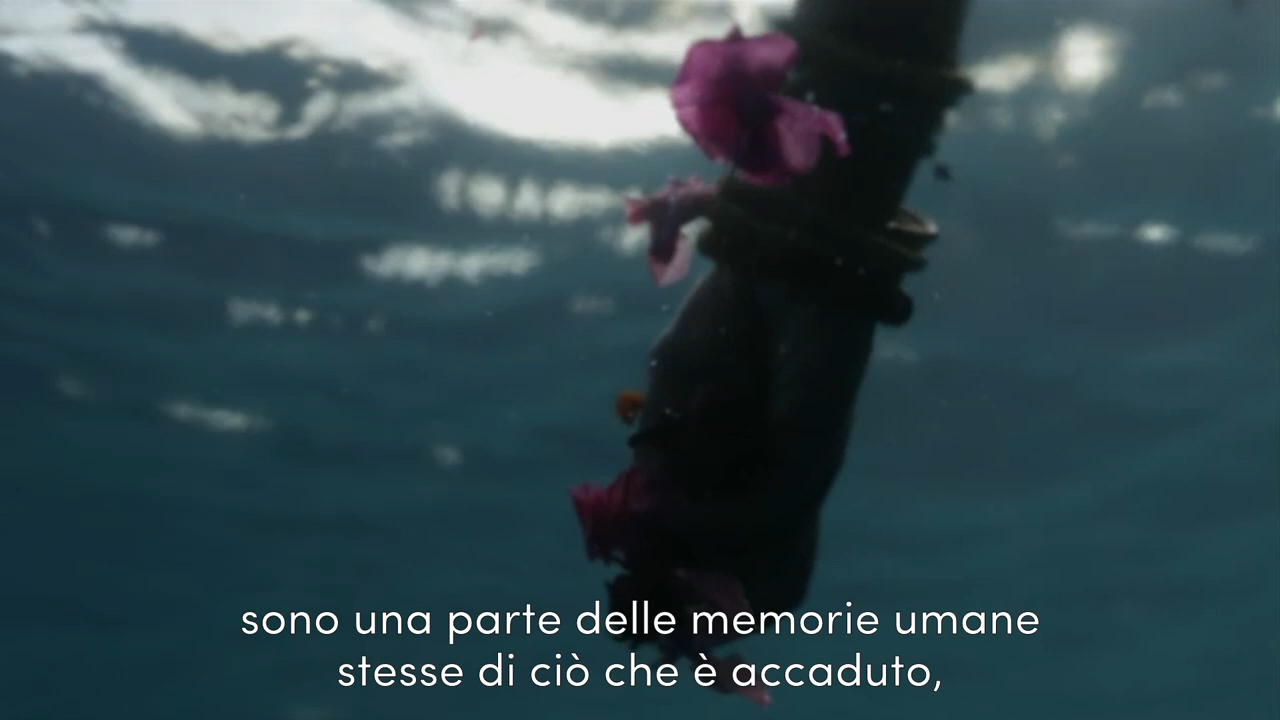 sono una parte delle memorie umane
stesse di ciò che è accaduto,